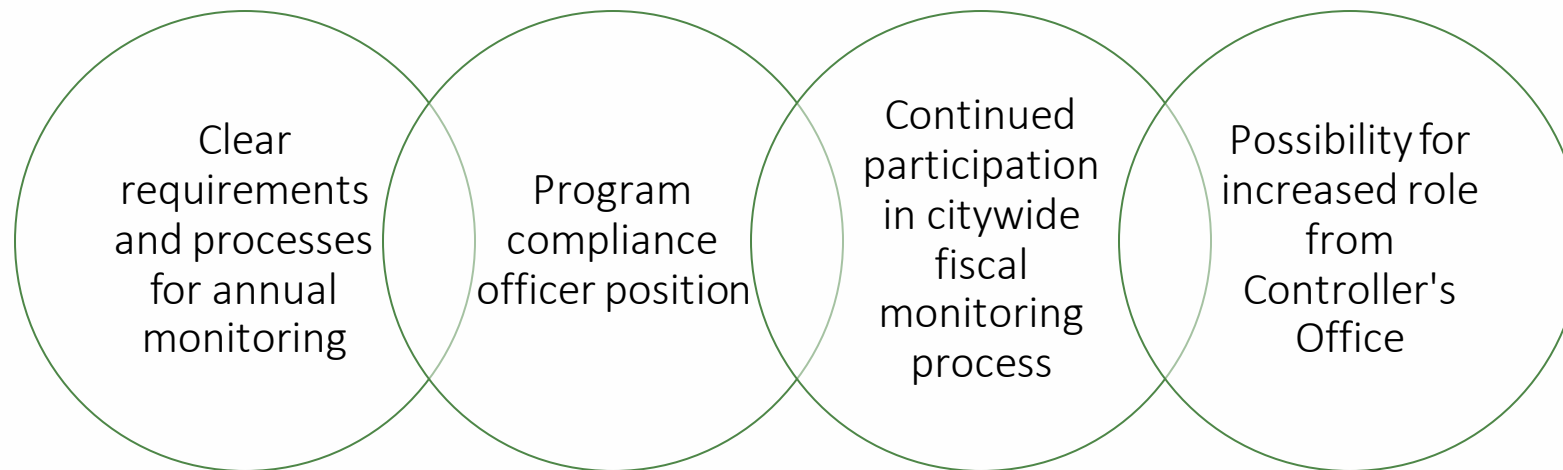 Clear
requirements
and processes
for annual
monitoring
Program
compliance
officer position
Continued
participation
in citywide
fiscal
monitoring
process
Possibility for
increased role
from
Controller's
Office